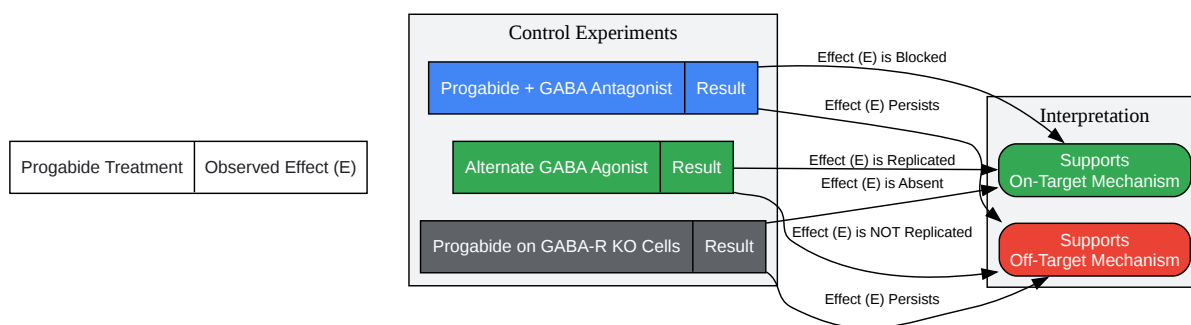 Control Experiments
Progabide + GABA Antagonist
Result
Effect (E) is Blocked
Effect (E) Persists
Interpretation
Progabide Treatment
Observed Effect (E)
Alternate GABA Agonist
Result
Effect (E) is Replicated
Effect (E) is Absent
Supports
On-Target Mechanism
Progabide on GABA-R KO Cells
Result
Effect (E) is NOT Replicated
Supports
Off-Target Mechanism
Effect (E) Persists